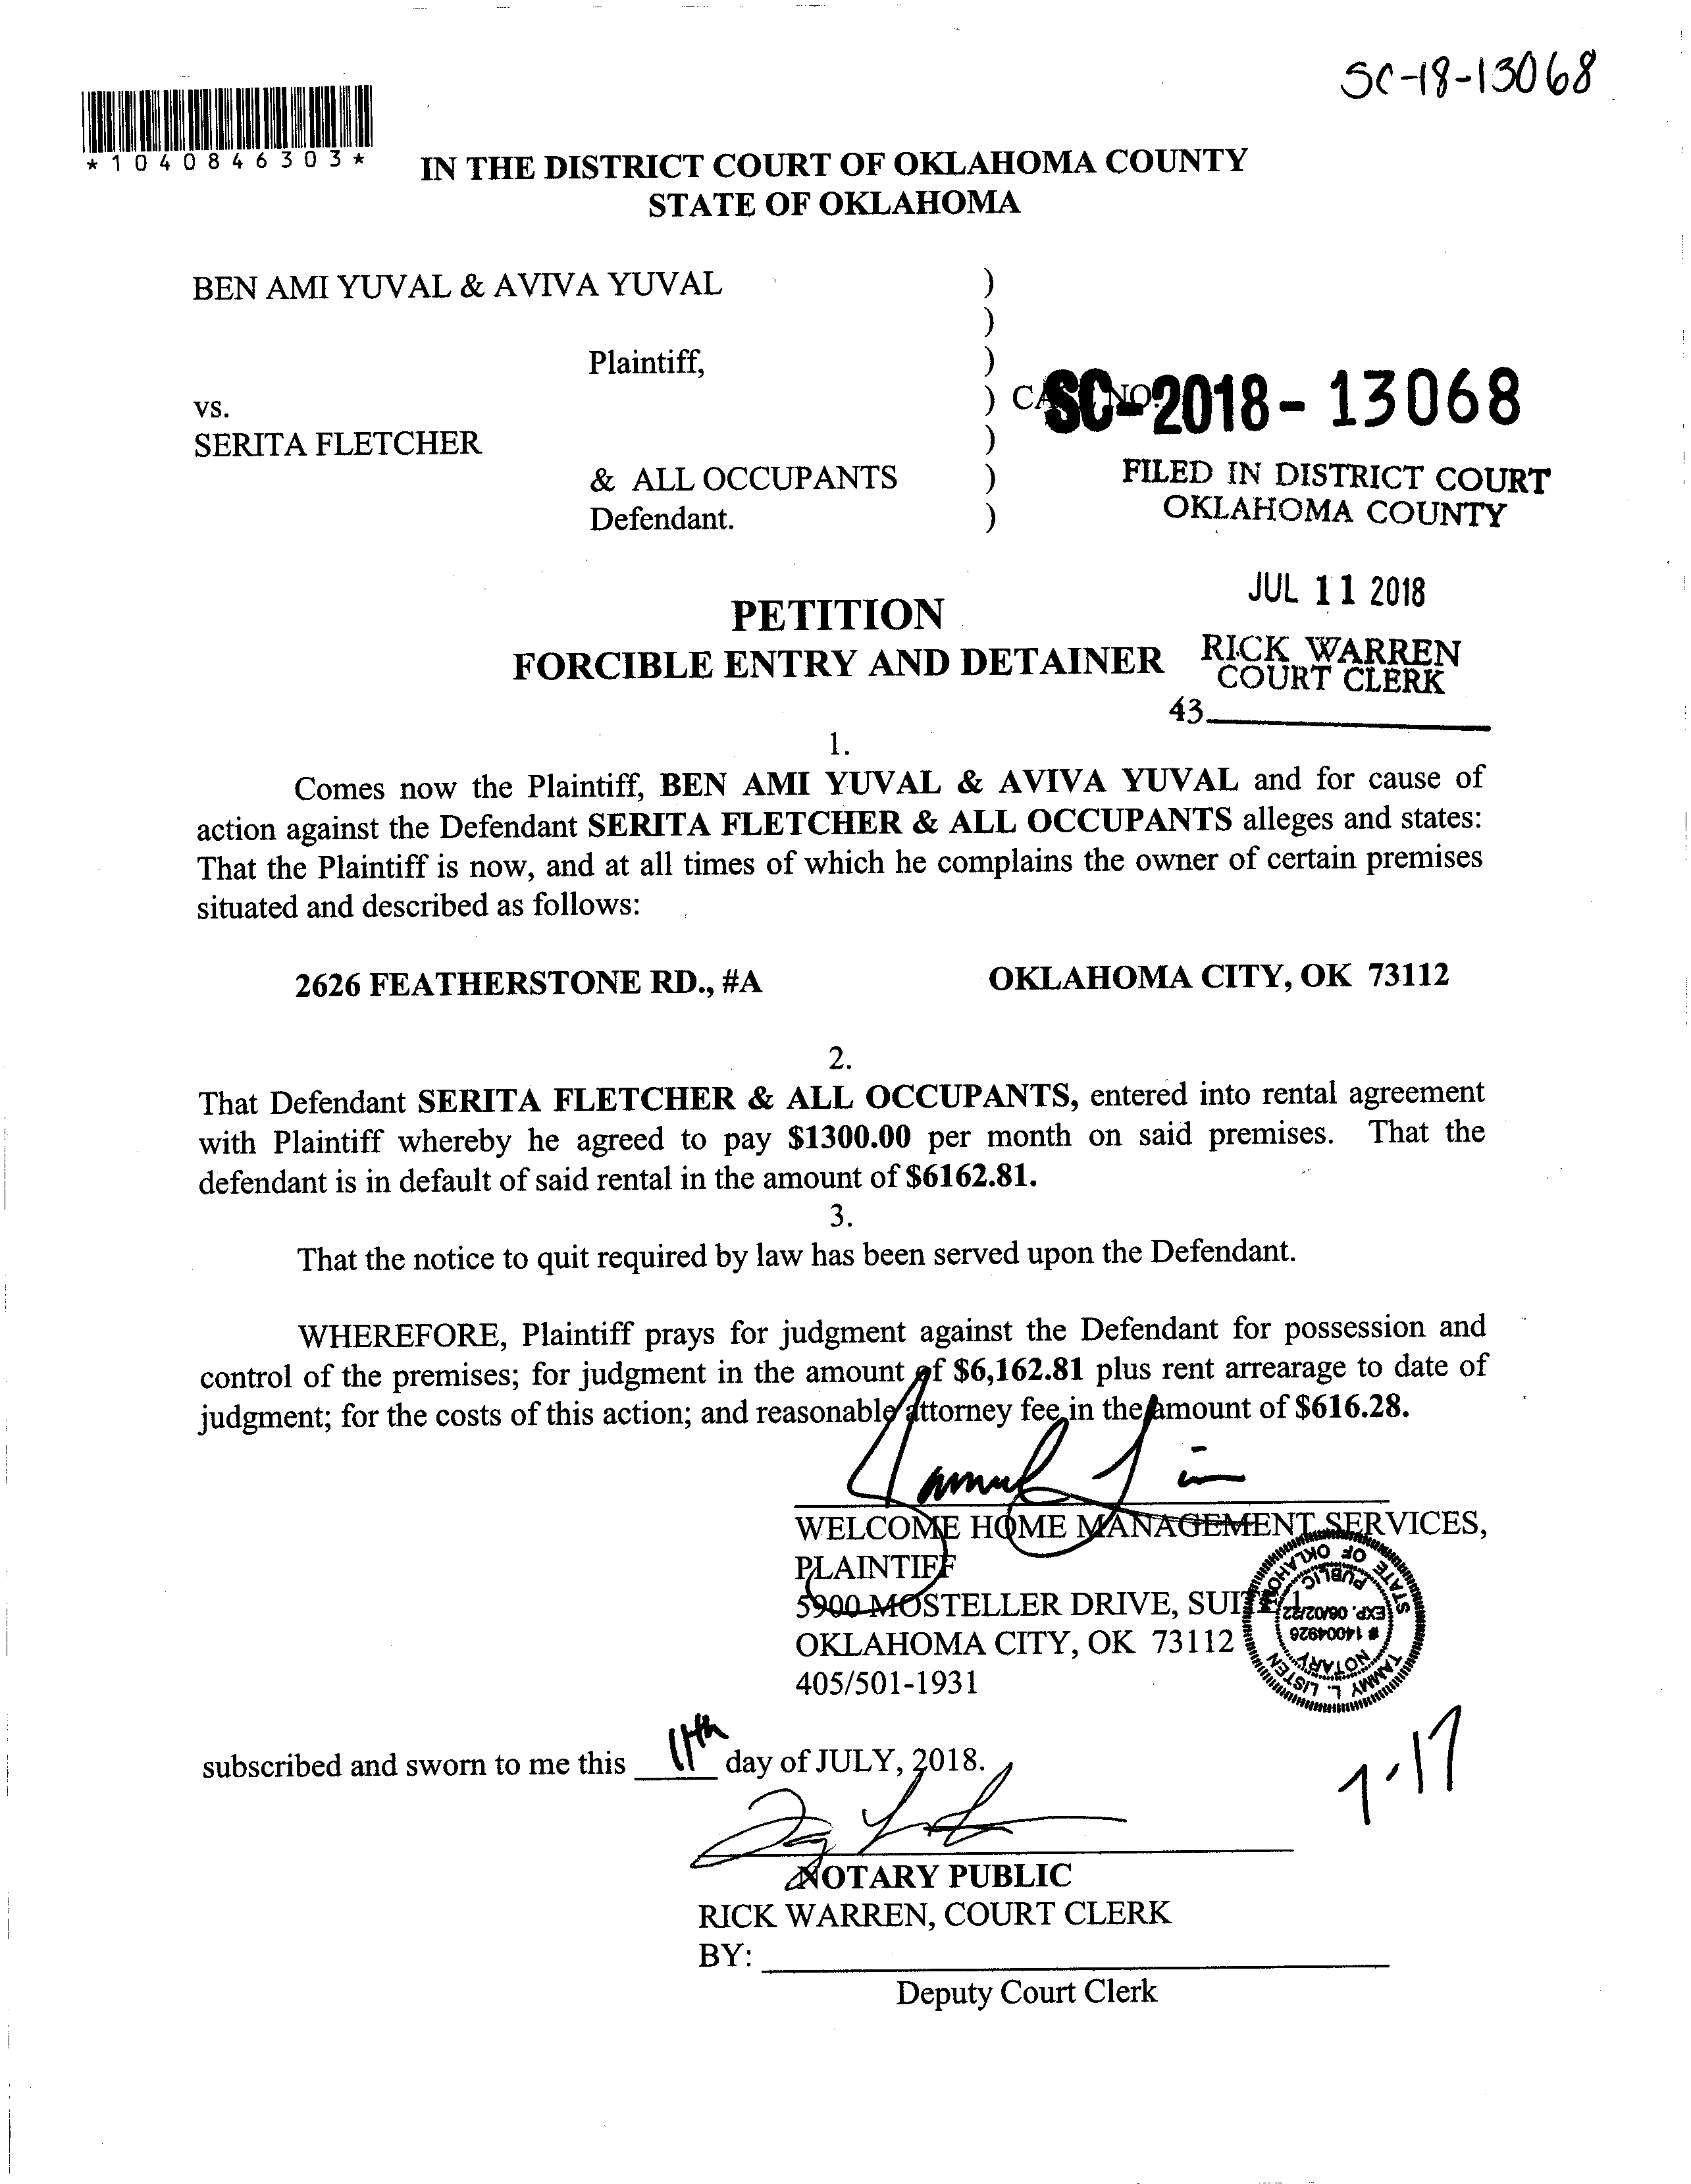 SC-18-13068
*1040846303*
IN THE DISTRICT COURT OF OKLAHOMA COUNTY
STATE OF OKLAHOMA
BEN AMI YUVAL & AVIVA YUVAL )
)
Plaintiff, )
) SC-2018-13068
vs.
SERITA FLETCHER )
& ALL OCCUPANTS )
Defendant. )
FILED IN DISTRICT COURT
OKLAHOMA COUNTY
JUL 11 2018
RICK WARREN
COURT CLERK
43
PETITION
FORCIBLE ENTRY AND DETAINER
1.
Comes now the Plaintiff, BEN AMI YUVAL & AVIVA YUVAL and for cause of
action against the Defendant SERITA FLETCHER & ALL OCCUPANTS alleges and states:
That the Plaintiff is now, and at all times of which he complains the owner of certain premises
situated and described as follows:
2626 FEATHERSTONE RD., #A OKLAHOMA CITY, OK 73112
2.
That Defendant SERITA FLETCHER & ALL OCCUPANTS, entered into rental agreement
with Plaintiff whereby he agreed to pay $1300.00 per month on said premises. That the
defendant is in default of said rental in the amount of $6162.81.
3.
That the notice to quit required by law has been served upon the Defendant.
WHEREFORE, Plaintiff prays for judgment against the Defendant for possession and
control of the premises; for judgment in the amount of $6,162.81 plus rent arrearage to date of
judgment; for the costs of this action; and reasonable attorney fee in the amount of $616.28.
WELCOME HOME MANAGEMENT SERVICES,
PLAINTIFF
5900 MOSTELLER DRIVE,
OKLAHOMA CITY, OK 73112
405/501-1931
TAMMY L. LISTEN
NOTARY
# 14004926
EXP. 06/02/22
PUBLIC
STATE OF OKLAHOMA
subscribed and sworn to me this 11th day of JULY, 2018.
7-17
NOTARY PUBLIC
RICK WARREN, COURT CLERK
BY:
Deputy Court Clerk